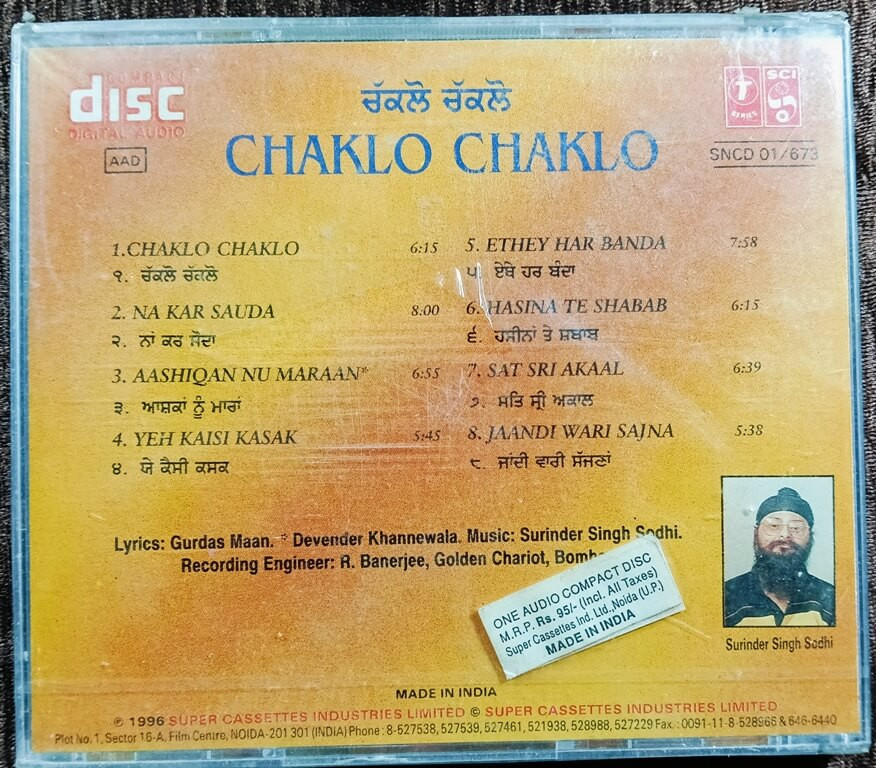 COMPACT
disc
DIGITAL AUDIO
AAD
ਚੱਕਲੋ ਚੱਕਲੋ
CHAKLO CHAKLO
T
SERIES
SCI
SNCD 01/673
1.CHAKLO CHAKLO 6:15
੧. ਚੱਕਲੋ ਚੱਕਲੋ
2. NA KAR SAUDA 8:00
੨. ਨਾਂ ਕਰ ਸੋਦਾ
3. AASHIQAN NU MARAAN* 6:55
੩. ਆਸ਼ਕਾਂ ਨੂੰ ਮਾਰਾਂ
4. YEH KAISI KASAK 5:45
੪. ਯੇ ਕੈਸੀ ਕਸਕ
5. ETHEY HAR BANDA 7:58
੫. ਏਥੇ ਹਰ ਬੰਦਾ
6. HASINA TE SHABAB 6:15
੬. ਹਸੀਨਾਂ ਤੇ ਸ਼ਬਾਬ
7. SAT SRI AKAAL 6:39
੭. ਸਤਿ ਸ੍ਰੀ ਅਕਾਲ
8. JAANDI WARI SAJNA 5:38
੮. ਜਾਂਦੀ ਵਾਰੀ ਸੱਜਣਾਂ
Lyrics: Gurdas Maan. * Devender Khannewala. Music: Surinder Singh Sodhi.
Recording Engineer: R. Banerjee, Golden Chariot,
ONE AUDIO COMPACT DISC
M.R.P. Rs. 95/- (Incl. All Taxes)
Super Cassettes Ind. Ltd.,Noida (U.P.)
MADE IN INDIA
Surinder Singh Sodhi
MADE IN INDIA
℗ 1996 SUPER CASSETTES INDUSTRIES LIMITED © SUPER CASSETTES INDUSTRIES LIMITED
Plot No. 1, Sector 16-A, Film Centre, NOIDA-201 301 (INDIA) Phone : 8-527538, 527539, 527461, 521938, 528988, 527229 Fax. : 0091-11-8-528966 & 646-6440